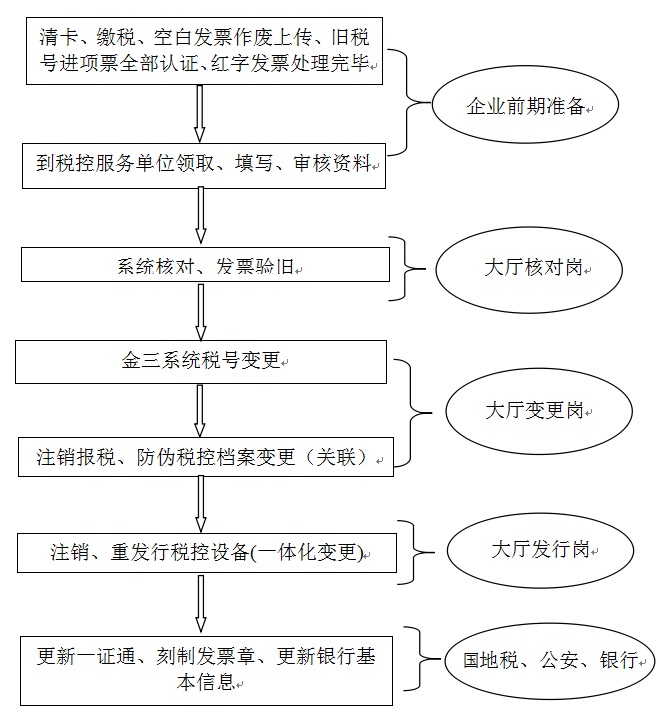 清卡、缴税、空白发票作废上传、旧税
号进项票全部认证、红字发票处理完毕
企业前期准备
到税控服务单位领取、填写、审核资料
系统核对、发票验旧
大厅核对岗
金三系统税号变更
大厅变更岗
注销报税、防伪税控档案变更（关联）
注销、重发行税控设备(一体化变更)
大厅发行岗
更新一证通、刻制发票章、更新银行基
本信息
国地税、公安、银行